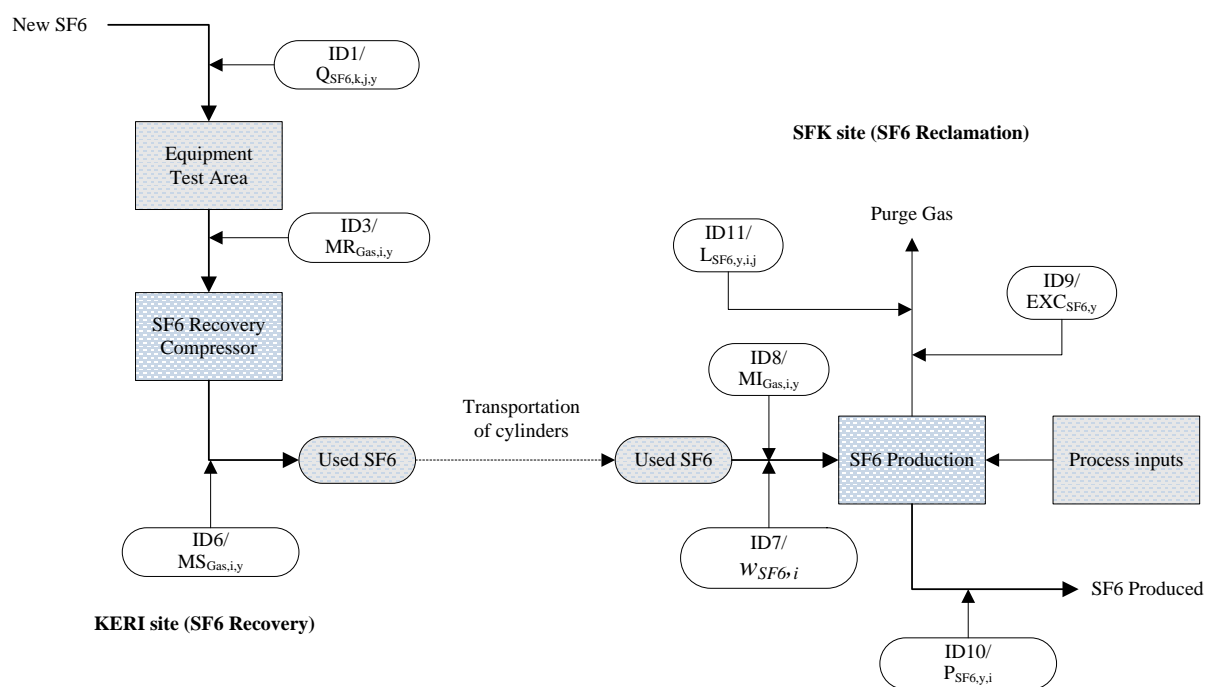 New SF6
ID1/
QSF6,k,j,y
Equipment
Test Area
ID3/
MRGas,i,y
SF6 Recovery
Compressor
Used SF6
ID6/
MSGas,i,y
KERI site (SF6 Recovery)
Transportation
of cylinders
SFK site (SF6 Reclamation)
Purge Gas
ID11/
LSF6,y,i,j
ID9/
EXCSF6,y
ID8/
MIGas,i,y
Used SF6
SF6 Production
Process inputs
ID7/
wSF6,i
SF6 Produced
ID10/
PSF6,y,i